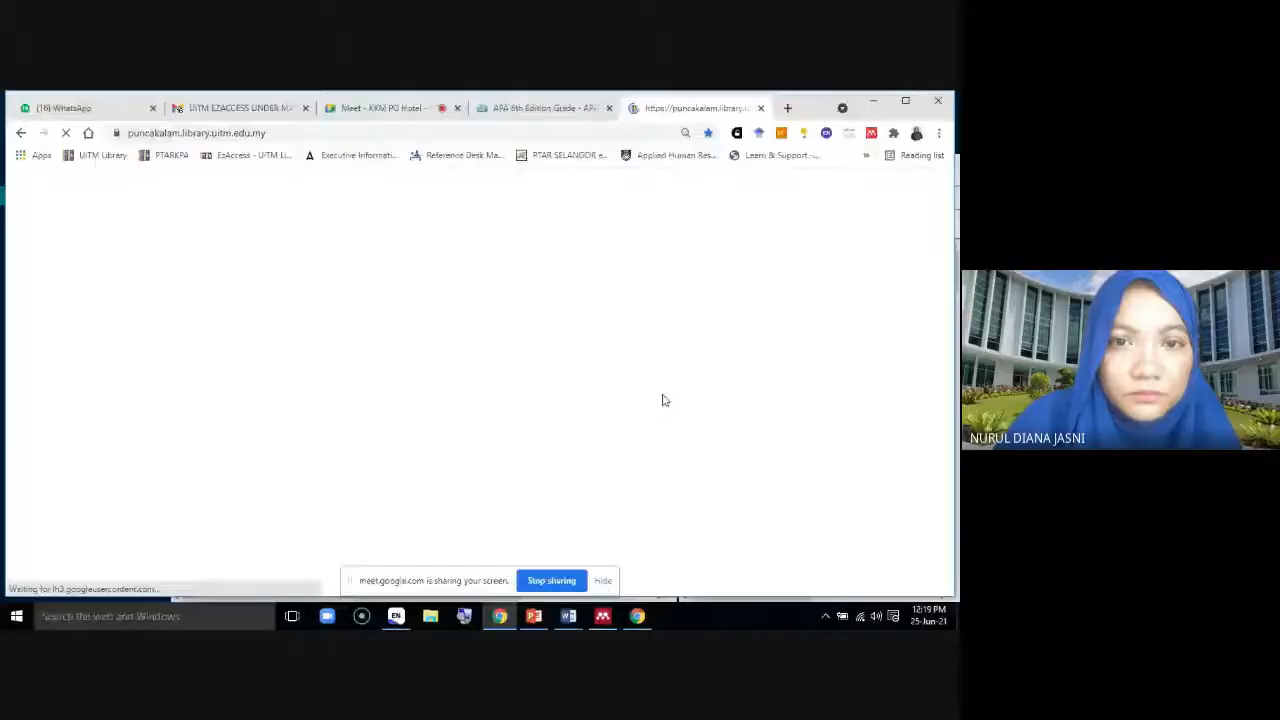 (16) WhatsApp
UiTM EZACCESS UNDER M
Meet - KKM PG Hotel -
APA 6th Edition Grade - AP
https://puncakalam.library.u
puncakalam.library.uitm.edu.my
Apps
UiTM Library
PTARKPA
EzAccess - UiTM Li...
Executive Informati...
Reference Desk Ma...
PTAR SELANGOR e...
Applied Human Res...
Learn & Support -...
»
Reading list
NURUL DIANA JASNI
meet.google.com is sharing your screen.
Stop sharing
Hide
Waiting for lh3.googleusercontent.com...
Search the web and Windows
EN
12:19 PM
25-Jun-21